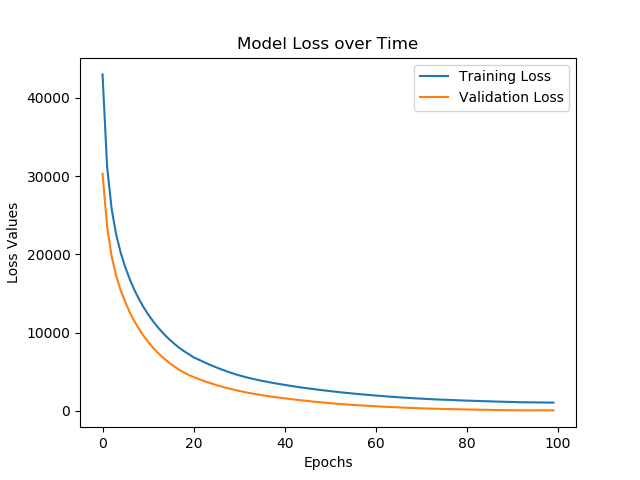 Model Loss over Time
Training Loss
Validation Loss
Loss Values
40000
30000
20000
10000
0
0 20 40 60 80 100
Epochs